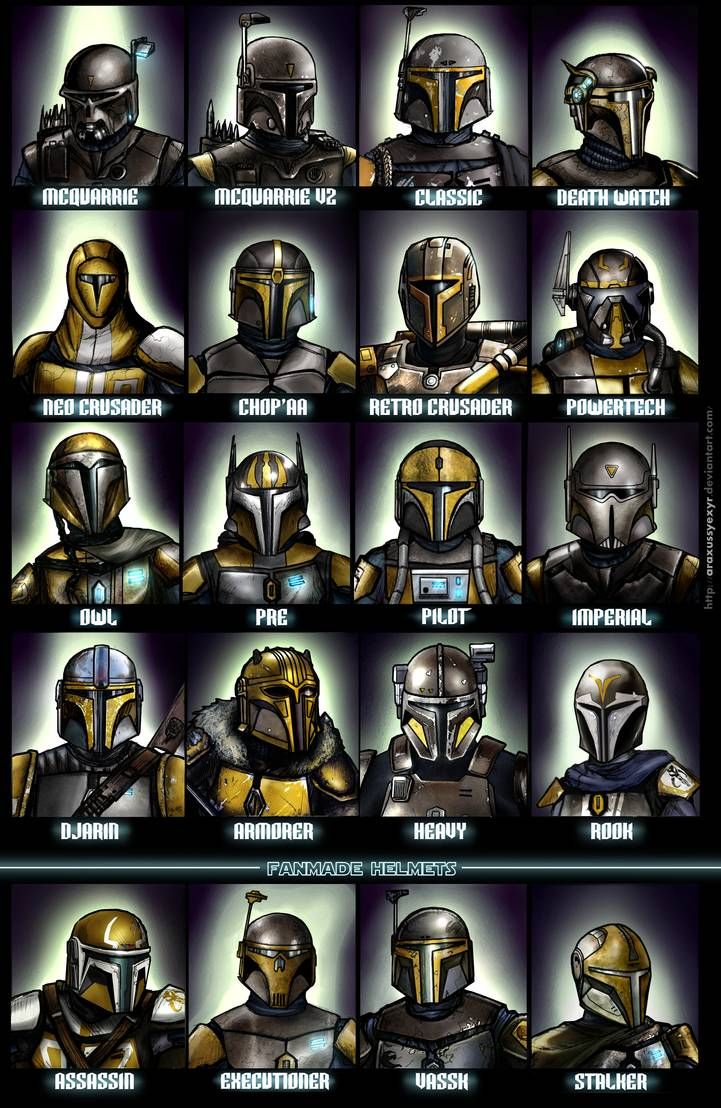 MCQUARRIE
MCQUARRIE V2
CLASSIC
DEATH WATCH
NEO CRUSADER
CHOP'AA
RETRO CRUSADER
POWERTECH
OWL
PRE
PILOT
IMPERIAL
DJARIN
ARMORER
HEAVY
ROOK
FANMADE HELMETS
ASSASSIN
EXECUTIONER
VASSK
STALKER
http://araxussyexyr.deviantart.com/